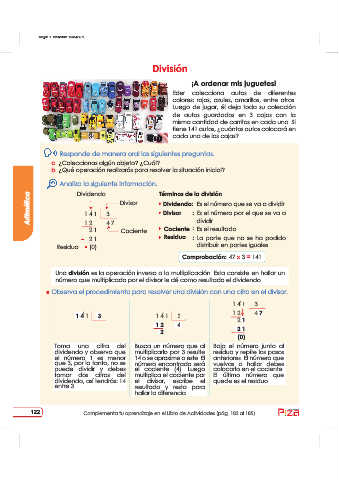 División
¡A ordenar mis juguetes!
Eder colecciona autos de diferentes
colores: rojos, azules, amarillos, entre otros.
Luego de jugar, él deja toda su colección
de autos guardados en 3 cajas con la
misma cantidad de carritos en cada una. Si
tiene 141 autos, ¿cuántos autos colocará en
cada una de las cajas?
Responde de manera oral las siguientes preguntas.
a. ¿Coleccionas algún objeto? ¿Cuál?
b. ¿Qué operación realizarás para resolver la situación inicial?
Analiza la siguiente información.
Dividendo
Divisor
141 3
12 47
21 Cociente
- 21
Residuo (0)
Términos de la división
Dividendo: Es el número que se va a dividir
Divisor : Es el número por el que se va a
dividir
Cociente : Es el resultado
Residuo : La parte que no se ha podido
distribuir en partes iguales
Comprobación: 47 x 3 = 141
Aritmética
Una división es la operación inversa a la multiplicación. Esta consiste en hallar un
número que multiplicado por el divisor le dé como resultado el dividendo
Observa el procedimiento para resolver una división con una cifra en el divisor.
141 3
141 3
12 4
2
141 3
12 47
21
21
(0)
Toma una cifra del
dividendo y observa que
el número 1 es menor
que 3, por lo tanto, no se
puede dividir y debes
tomar dos cifras del
dividendo, así tendrás: 14
entre 3
Busca un número que al
multiplicarlo por 3 resulte
14 o se aproxime a este. El
número encontrado será
el cociente (4). Luego
multiplica el cociente por
el divisor, escribe el
resultado y resta para
hallar la diferencia
Baja el número junto al
residuo y repite los pasos
anteriores. El número que
vuelvas a hallar debes
colocarlo en el cociente.
El último número que
quede es el residuo
122
Complementa tu aprendizaje en el Libro de Actividades (pág. 183 al 185)